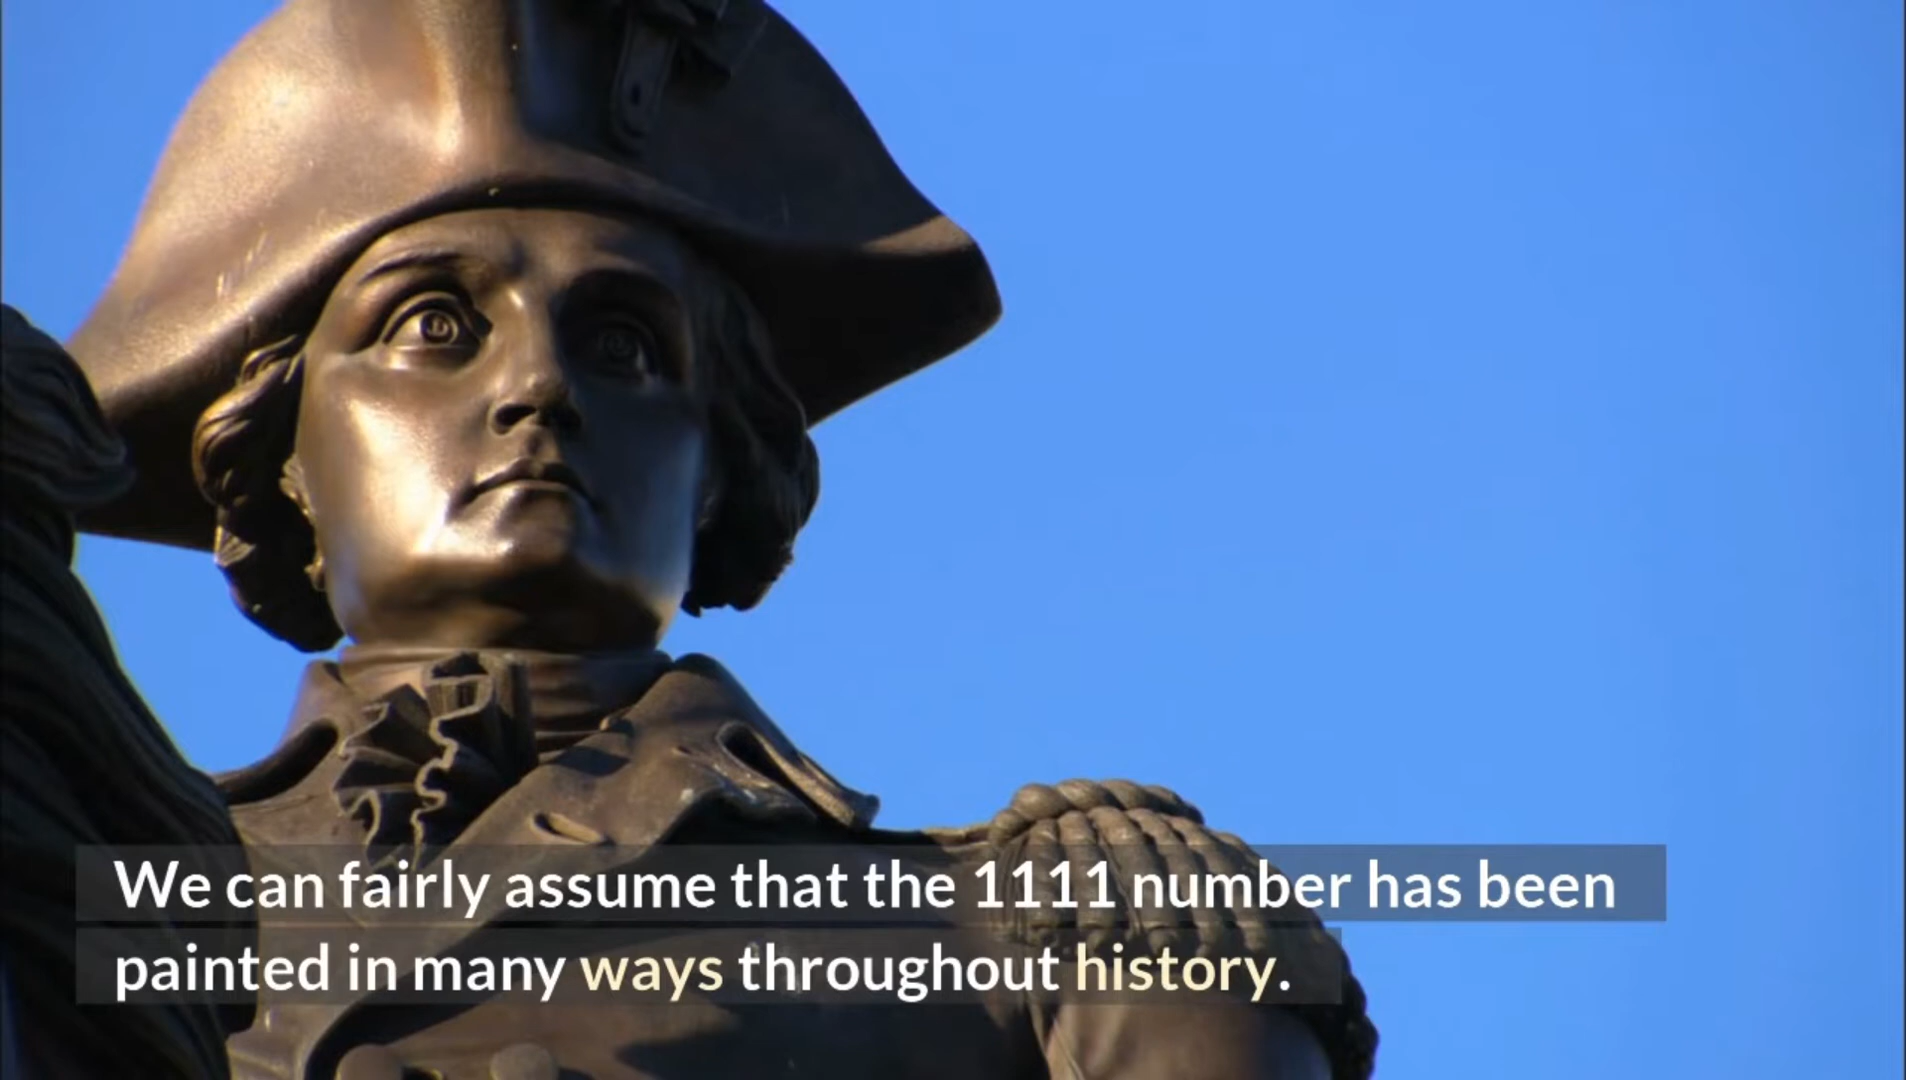 We can fairly assume that the 1111 number has been
painted in many ways throughout history.